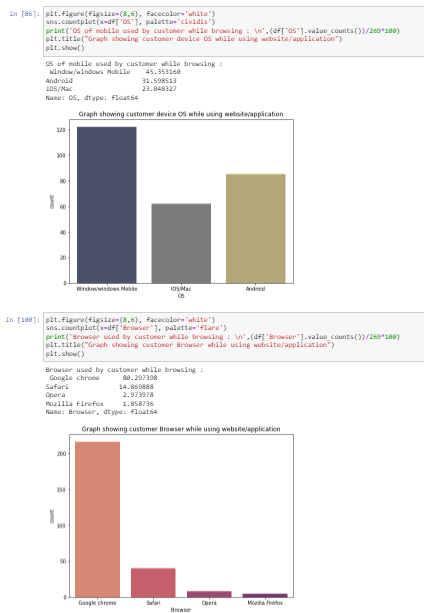 In [86]: plt.figure(figsize=(8,6), facecolor='white')
sns.countplot(x=df['OS'], palette='cividis')
print('OS of mobile used by customer while browsing : \n',(df['OS'].value_counts())/269*100)
plt.title("Graph showing customer device OS while using website/application")
plt.show()
OS of mobile used by customer while browsing :
Window/windows Mobile 45.353160
Android 31.598513
IOS/Mac 23.048327
Name: OS, dtype: float64
Graph showing customer device OS while using website/application
120
100
80
60
40
20
0
count
Window/windows Mobile IOS/Mac Android
OS
In [100]: plt.figure(figsize=(8,6), facecolor='white')
sns.countplot(x=df['Browser'], palette='flare')
print('Browser used by customer while browsing : \n',(df['Browser'].value_counts())/269*100)
plt.title("Graph showing customer Browser while using website/application")
plt.show()
Browser used by customer while browsing :
Google chrome 80.297398
Safari 14.869888
Opera 2.973978
Mozilla Firefox 1.858736
Name: Browser, dtype: float64
Graph showing customer Browser while using website/application
200
150
100
50
0
count
Google chrome Safari Opera Mozilla Firefox
Browser